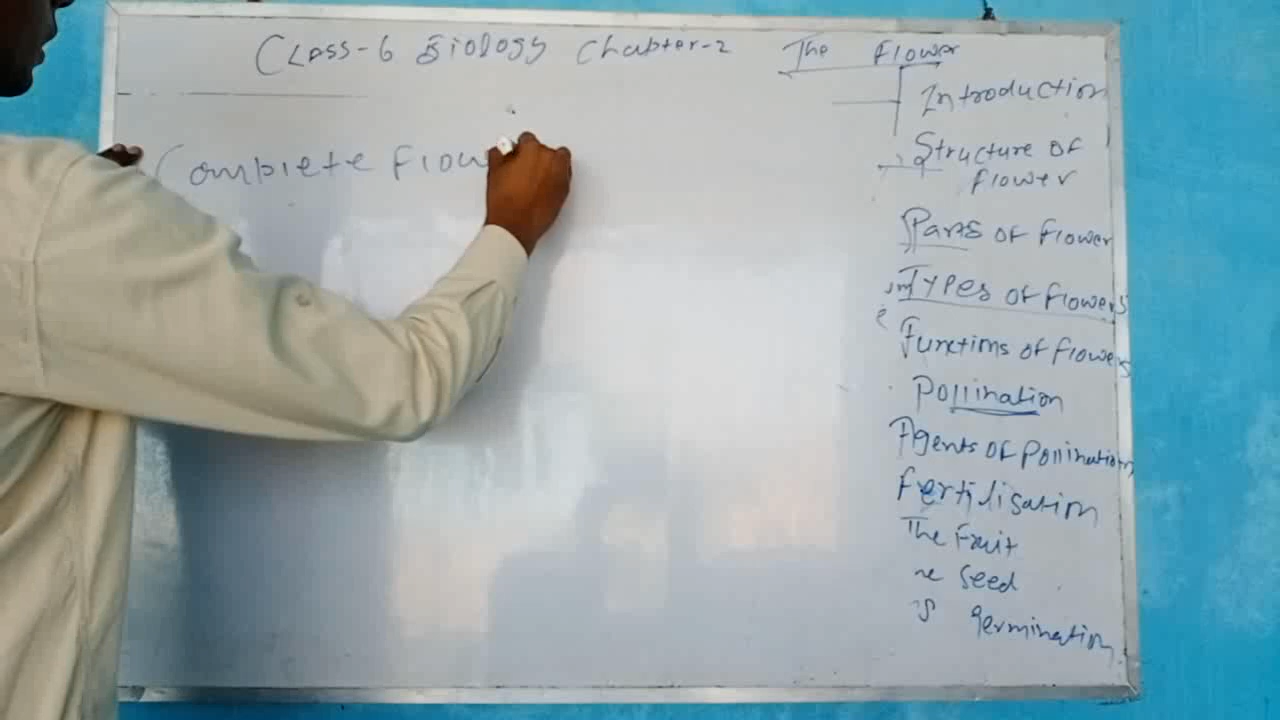 Class-6 Biology Chapter-2 The Flower
Complete Flow
Introduction
Structure of
flower
Parts of flower
Types of flowers
Functions of flowers
Pollination
Agents of pollination
Fertilisation
The Fruit
Seed
Germination